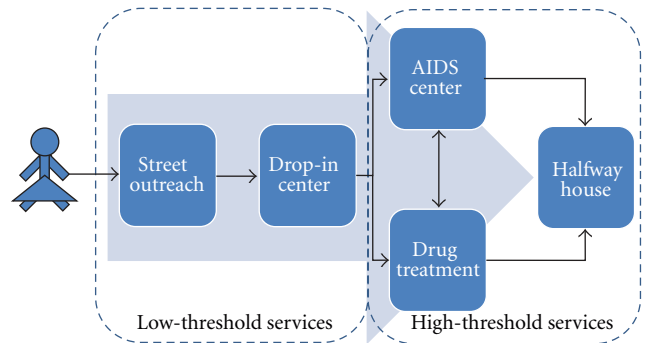 Street
outreach
Drop-in
center
AIDS
center
Drug
treatment
Halfway
house
Low-threshold services
High-threshold services